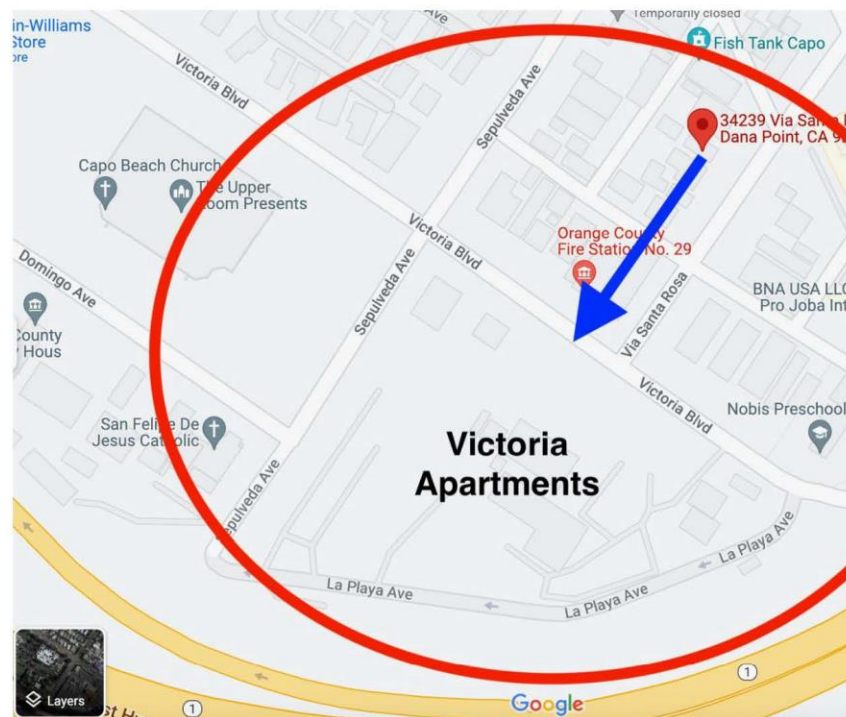 in-Williams
Store
ore
Temporarily closed
Fish Tank Capo
Victoria Blvd
Sepulveda Ave
34239 Via Santa
Dana Point, CA 9
Capo Beach Church
The Upper
Room Presents
Victoria Blvd
Orange County
Fire Station No. 29
Domingo Ave
Sepulveda Ave
Via Santa Rosa
BNA USA LLC
Pro Joba Int
County
Hous
Victoria Blvd
San Felipe De
Jesus Catholic
Nobis Preschool
Victoria
Apartments
Sepulveda Ave
La Playa Ave
La Playa Ave
La Playa Ave
1
Layers
1
Google